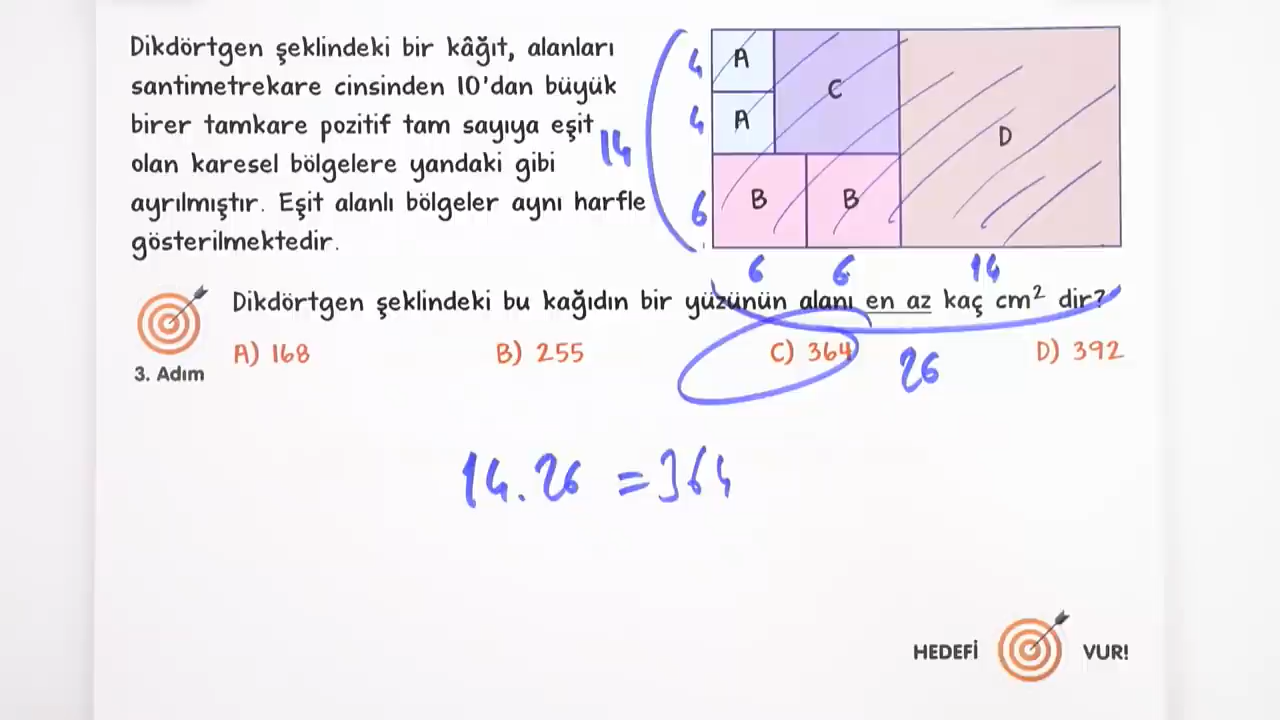 Dikdörtgen şeklindeki bir kâğıt, alanları
santimetrekare cinsinden 10'dan büyük
birer tamkare pozitif tam sayıya eşit
olan karesel bölgelere yandaki gibi
ayrılmıştır. Eşit alanlı bölgeler aynı harfle
gösterilmektedir.
14
4 A C D
4 A
6 B B
6 6 14
Dikdörtgen şeklindeki bu kağıdın bir yüzünün alanı en az kaç cm² dir?
A) 168 B) 255 C) 364 D) 392
26
3. Adım
14.26 = 364
HEDEFİ VUR!